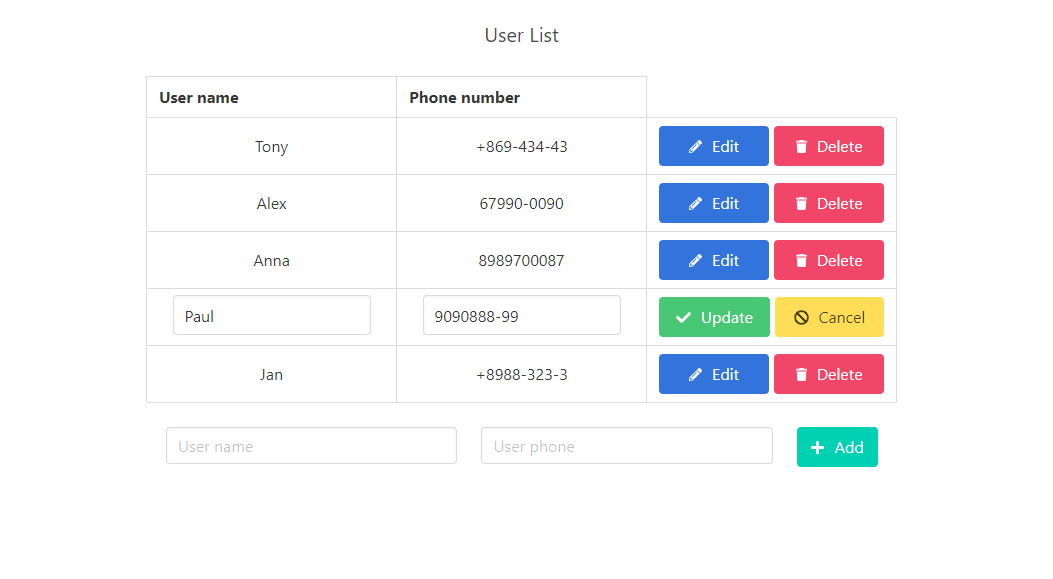 User List
User name Phone number
Tony +869-434-43 Edit Delete
Alex 67990-0090 Edit Delete
Anna 8989700087 Edit Delete
Paul 9090888-99 Update Cancel
Jan +8988-323-3 Edit Delete
User name User phone Add